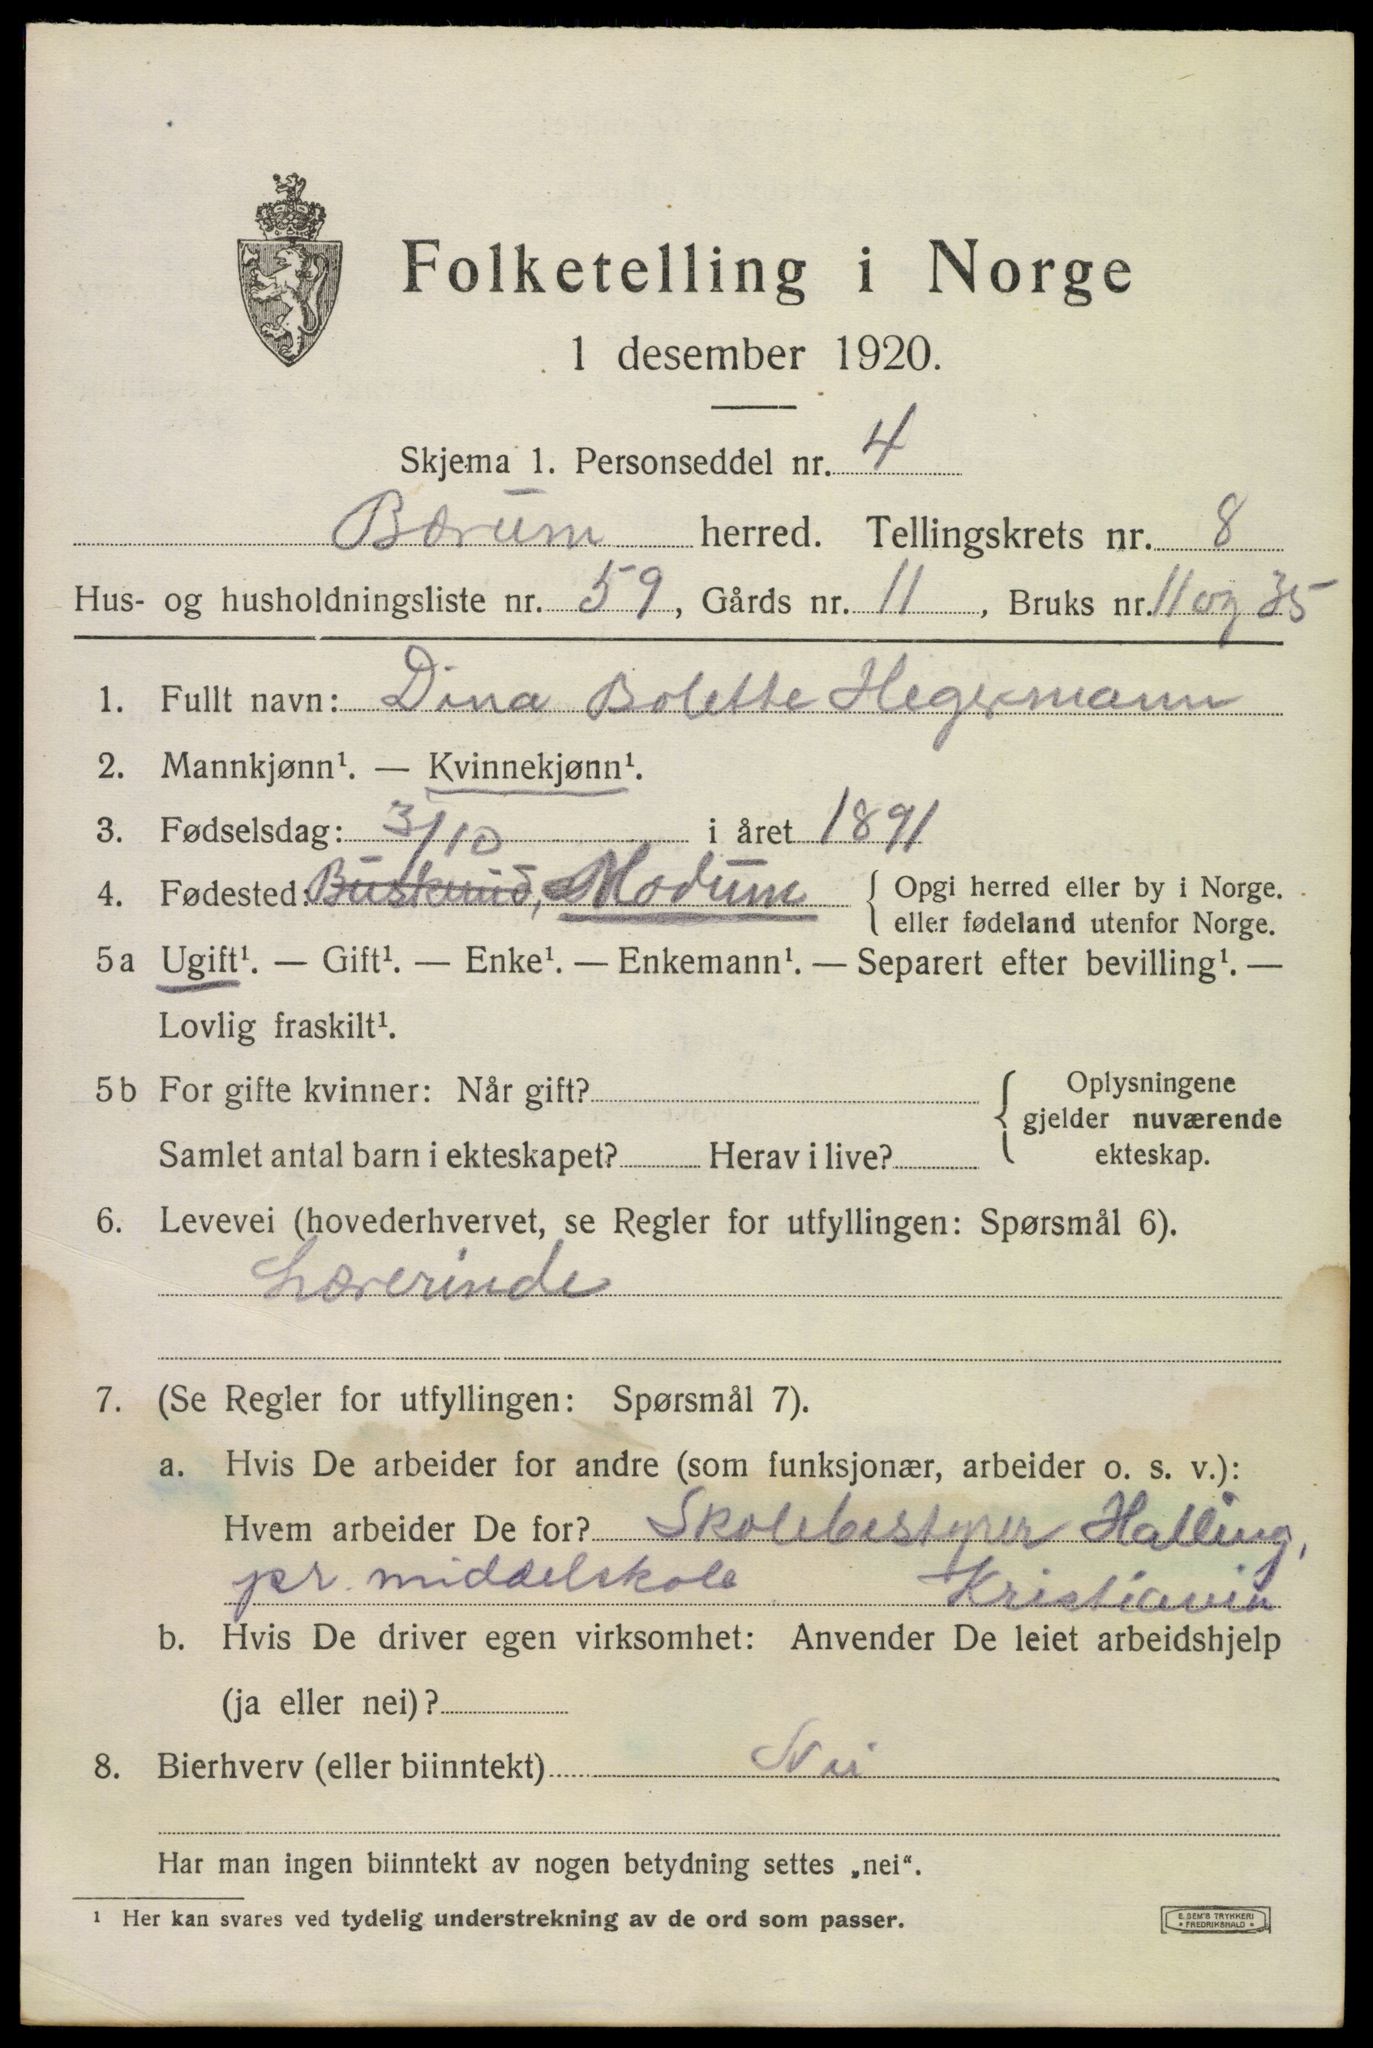 Folketelling i Norge
1 desember 1920.
Skjema 1. Personseddel nr. 4
Bærum herred. Tellingskrets nr. 8
Hus- og husholdningsliste nr. 59, Gårds nr. 11, Bruks nr. 11 og 35
1. Fullt navn: Dina Bolette Hegermann
2. Mannkjønn¹. — Kvinnekjønn¹.
3. Fødselsdag: 3/10 i året 1891
4. Fødested: Buskerud, Modum { Opgi herred eller by i Norge.
eller fødeland utenfor Norge.
5a Ugift¹. — Gift¹. — Enke¹. — Enkemann¹. — Separert efter bevilling¹. —
Lovlig fraskilt¹.
5b For gifte kvinner: Når gift? { Oplysningene
gjelder nuværende
Samlet antal barn i ekteskapet? Herav i live? ekteskap.
6. Levevei (hovederhvervet, se Regler for utfyllingen: Spørsmål 6).
Lærerinde
7. (Se Regler for utfyllingen: Spørsmål 7).
a. Hvis De arbeider for andre (som funksjonær, arbeider o. s. v.):
Hvem arbeider De for? Skolebestyrer Halling,
pr. middelskole Kristiania
b. Hvis De driver egen virksomhet: Anvender De leiet arbeidshjelp
(ja eller nei)?
8. Bierhverv (eller biinntekt) Nei
Har man ingen biinntekt av nogen betydning settes „nei“.
¹ Her kan svares ved tydelig understrekning av de ord som passer.
E. SEM'S TRYKKERI
• FREDRIKSHALD •